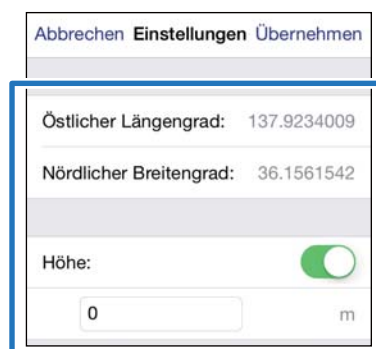 Abbrechen Einstellungen Übernehmen
Östlicher Längengrad: 137.9234009
Nördlicher Breitengrad: 36.1561542
Höhe:
0 m